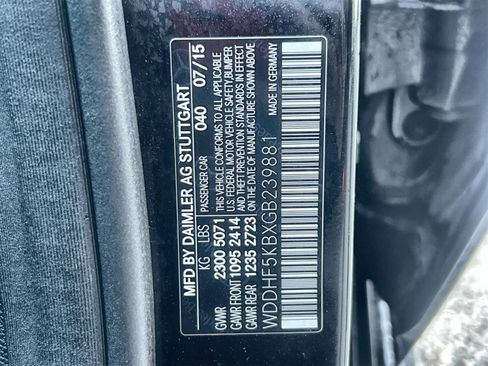 MFD BY DAIMLER AG STUTTGART
PASSENGER CAR 040 07/15
KG LBS
GVWR 2300 5071
GAWR FRONT 1095 2414
GAWR REAR 1235 2723
THIS VEHICLE CONFORMS TO ALL APPLICABLE
U.S. FEDERAL MOTOR VEHICLE SAFETY, BUMPER
AND THEFT PREVENTION STANDARDS IN EFFECT
ON THE DATE OF MANUFACTURE SHOWN ABOVE
WDDHF5KBXGB239881
MADE IN GERMANY